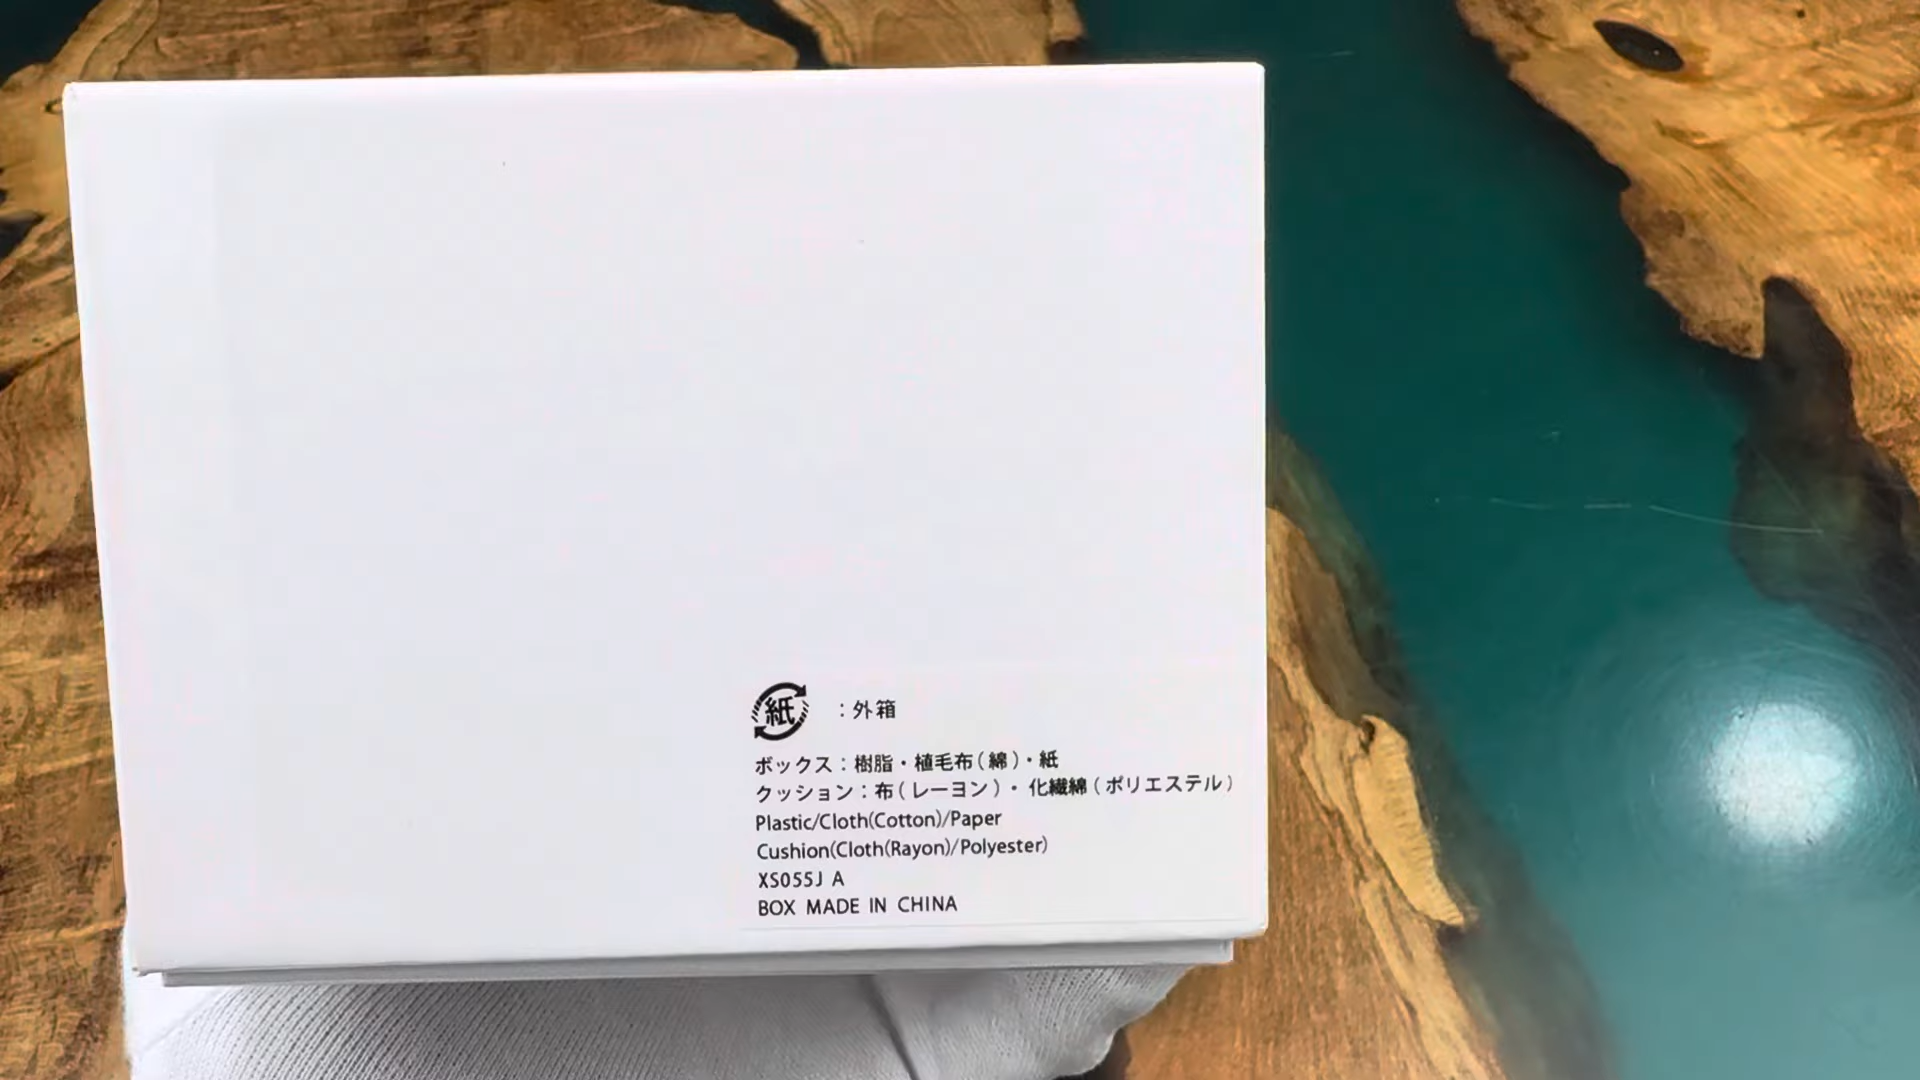 紙 :外箱
ボックス:樹脂・植毛布(綿)・紙
クッション:布(レーヨン)・化繊綿(ポリエステル)
Plastic/Cloth(Cotton)/Paper
Cushion(Cloth(Rayon)/Polyester)
XS055J A
BOX MADE IN CHINA